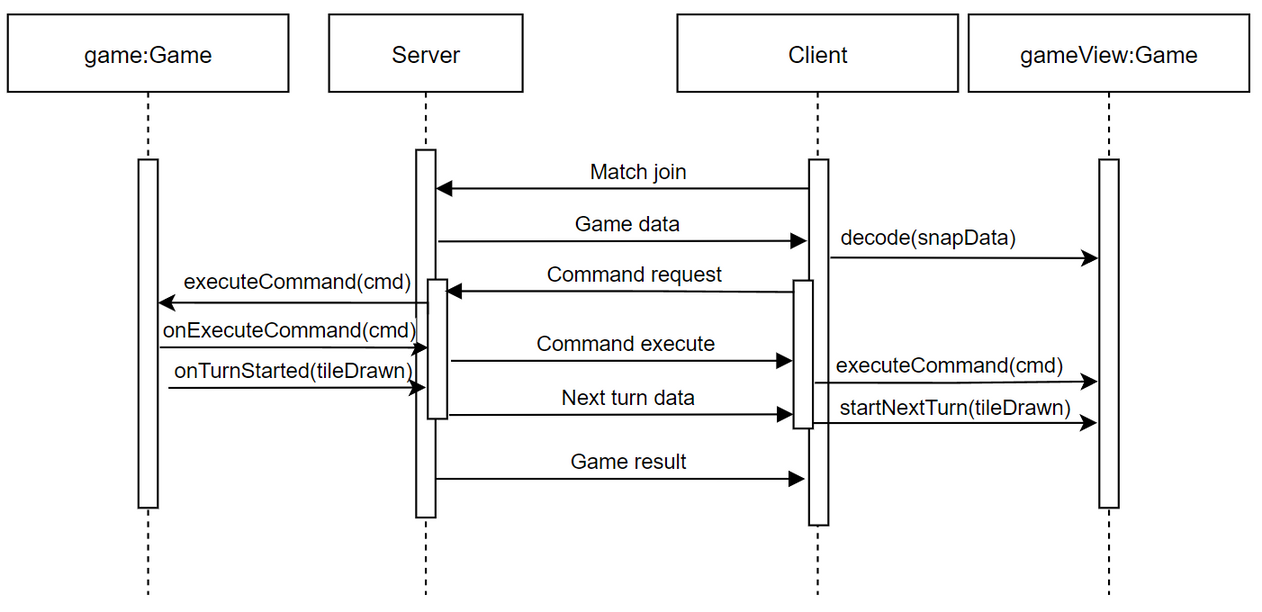 game:Game
Server
Client
gameView:Game
Match join
Game data
decode(snapData)
Command request
executeCommand(cmd)
onExecuteCommand(cmd)
Command execute
executeCommand(cmd)
onTurnStarted(tileDrawn)
Next turn data
startNextTurn(tileDrawn)
Game result